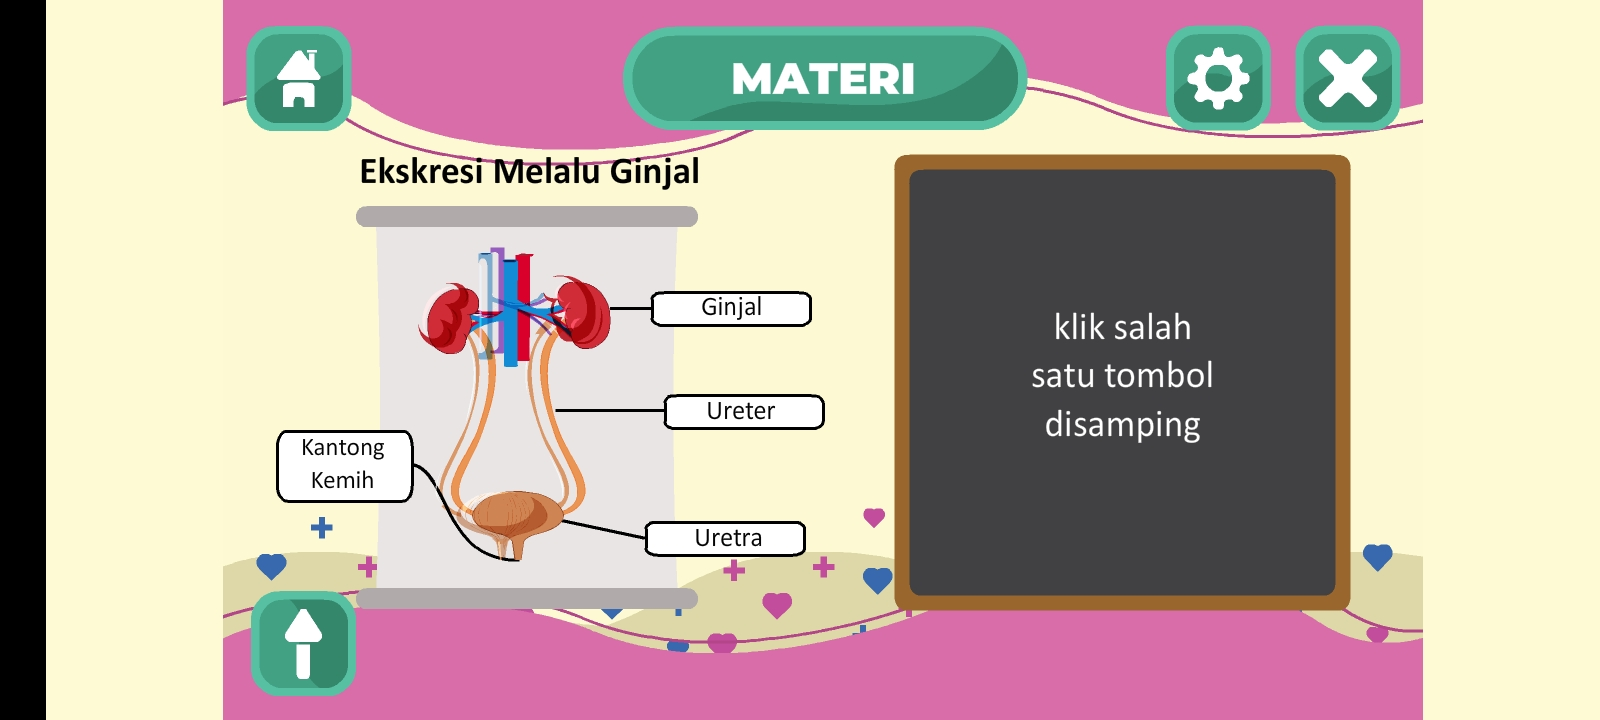 MATERI
Ekskresi Melalu Ginjal
Ginjal
Ureter
Kantong
Kemih
Uretra
klik salah
satu tombol
disamping